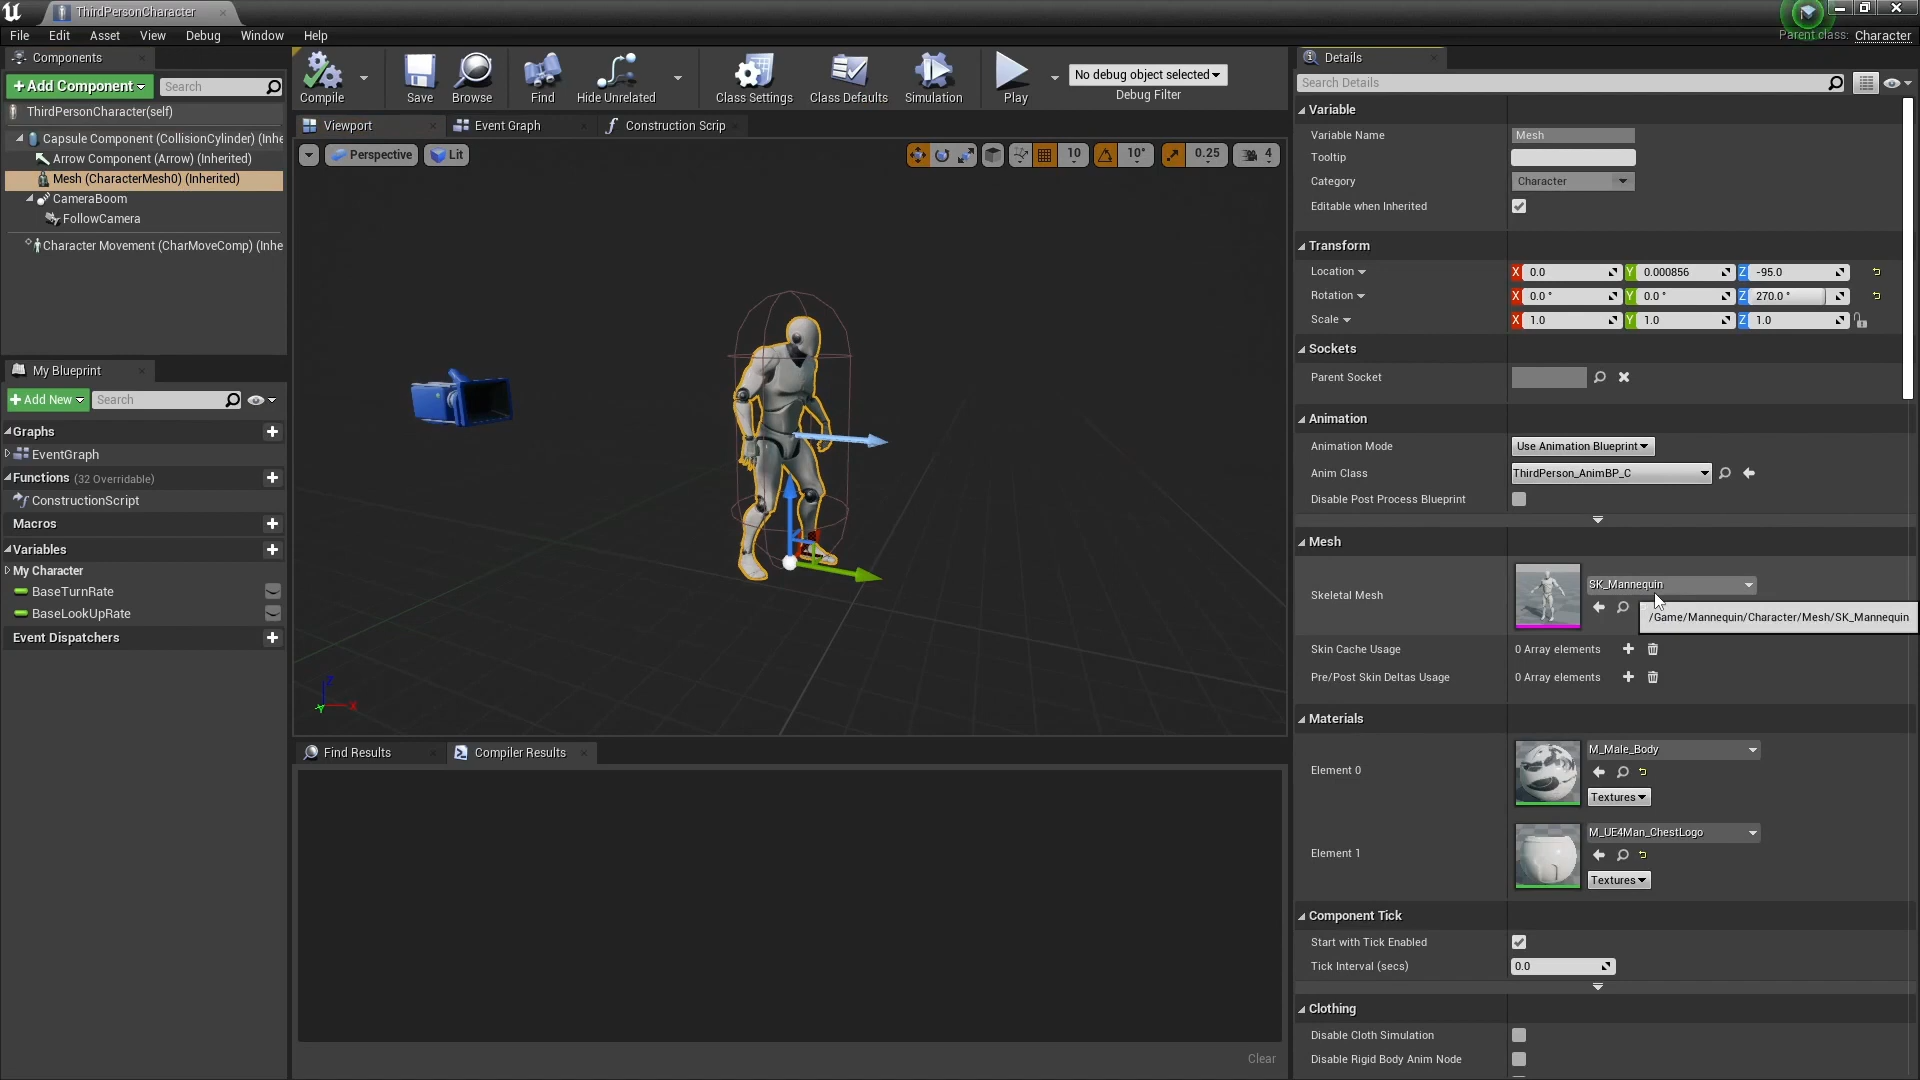 ThirdPersonCharacter
File Edit Asset View Debug Window Help
Parent class: Character
Components
+Add Component
Search
ThirdPersonCharacter(self)
Capsule Component (CollisionCylinder) (Inhe
Arrow Component (Arrow) (Inherited)
Mesh (CharacterMesh0) (Inherited)
CameraBoom
FollowCamera
Character Movement (CharMoveComp) (Inhe
My Blueprint
+Add New
Search
Graphs
EventGraph
Functions (32 Overridable)
ConstructionScript
Macros
Variables
My Character
BaseTurnRate
BaseLookUpRate
Event Dispatchers
Compile
Save
Browse
Find
Hide Unrelated
Class Settings
Class Defaults
Simulation
Play
No debug object selected
Debug Filter
Viewport
Event Graph
Construction Scrip
Perspective
Lit
10
10°
0.25
4
Z
X
Y
Find Results
Compiler Results
Clear
Details
Search Details
Variable
Variable Name Mesh
Tooltip
Category Character
Editable when Inherited
Transform
Location X 0.0 Y 0.000856 Z -95.0
Rotation X 0.0 ° Y 0.0 ° Z 270.0 °
Scale X 1.0 Y 1.0 Z 1.0
Sockets
Parent Socket
Animation
Animation Mode Use Animation Blueprint
Anim Class ThirdPerson_AnimBP_C
Disable Post Process Blueprint
Mesh
Skeletal Mesh SK_Mannequin
/Game/Mannequin/Character/Mesh/SK_Mannequin
Skin Cache Usage 0 Array elements
Pre/Post Skin Deltas Usage 0 Array elements
Materials
Element 0 M_Male_Body
Textures
Element 1 M_UE4Man_ChestLogo
Textures
Component Tick
Start with Tick Enabled
Tick Interval (secs) 0.0
Clothing
Disable Cloth Simulation
Disable Rigid Body Anim Node